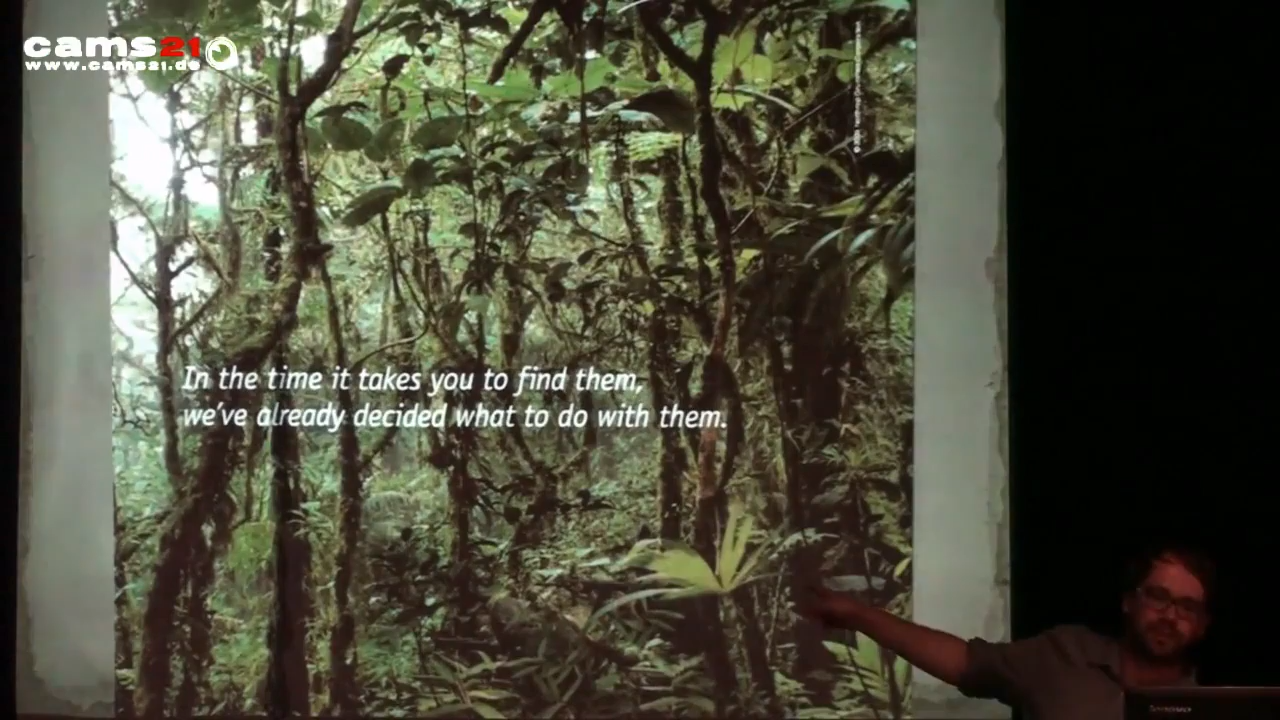 cams21
www.cams21.de
In the time it takes you to find them,
we've already decided what to do with them.